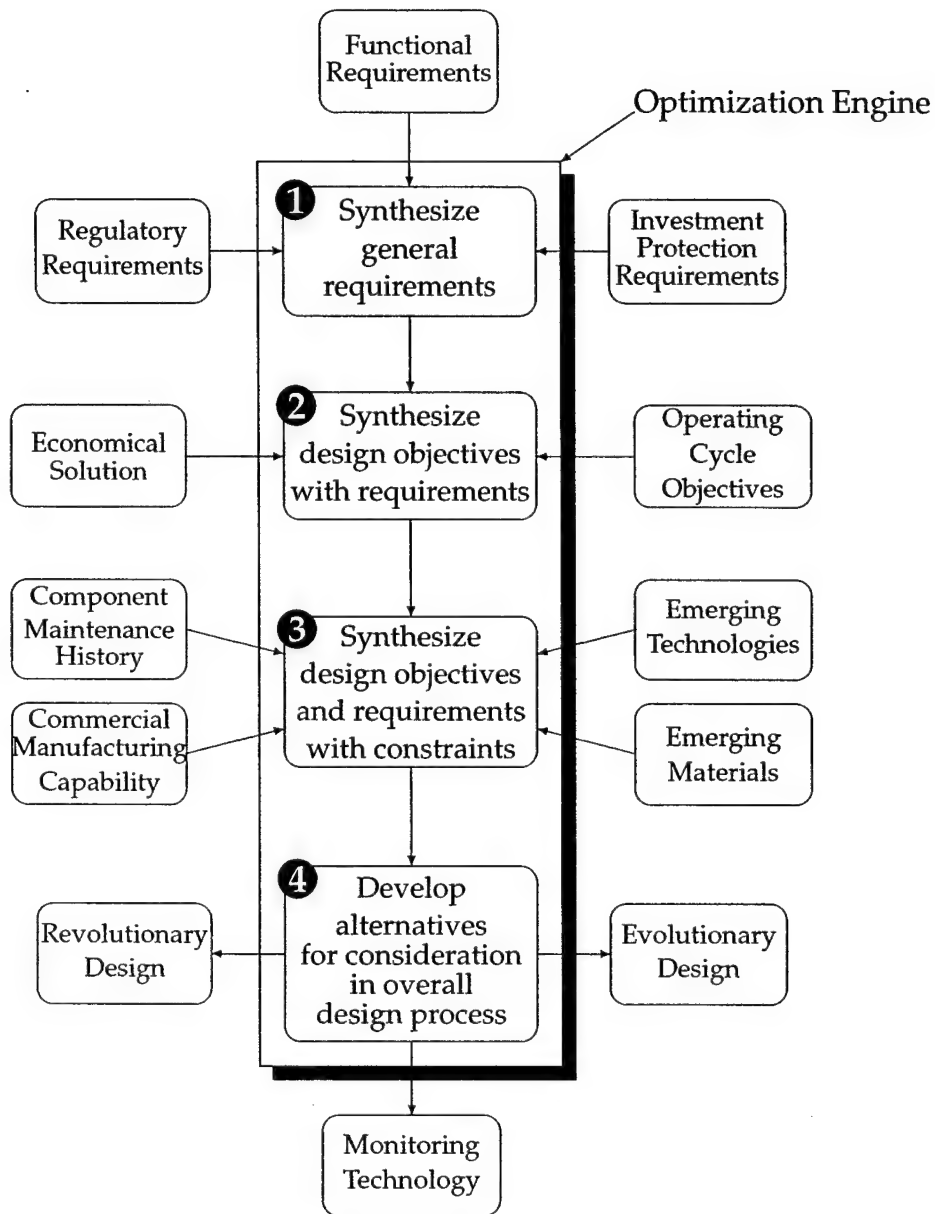 Functional
Requirements
Optimization Engine
1
Synthesize
general
requirements
Regulatory
Requirements
Investment
Protection
Requirements
2
Synthesize
design objectives
with requirements
Economical
Solution
Operating
Cycle
Objectives
3
Synthesize
design objectives
and requirements
with constraints
Component
Maintenance
History
Emerging
Technologies
Commercial
Manufacturing
Capability
Emerging
Materials
4
Develop
alternatives
for consideration
in overall
design process
Revolutionary
Design
Evolutionary
Design
Monitoring
Technology